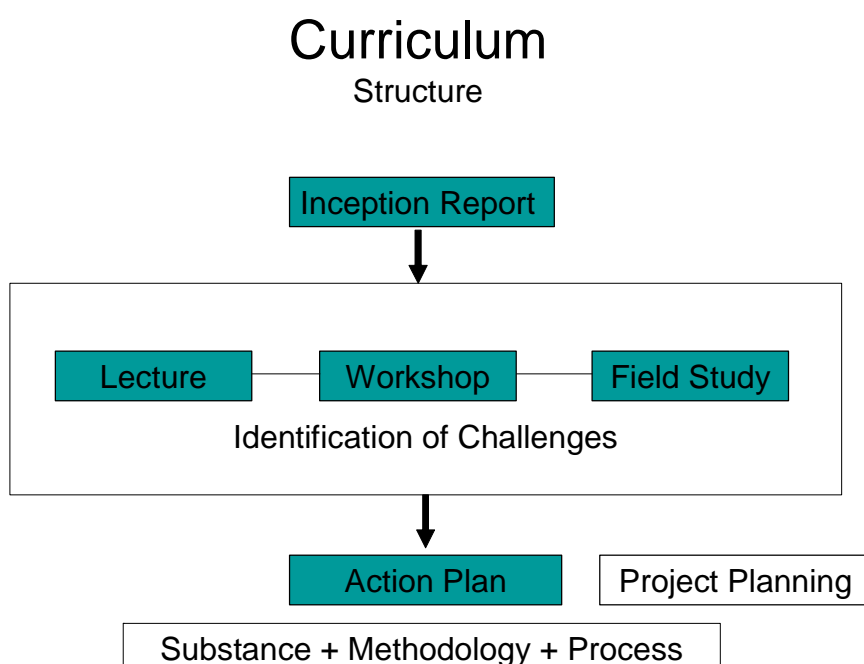 Curriculum
Structure
Inception Report
Lecture Workshop Field Study
Identification of Challenges
Action Plan Project Planning
Substance + Methodology + Process